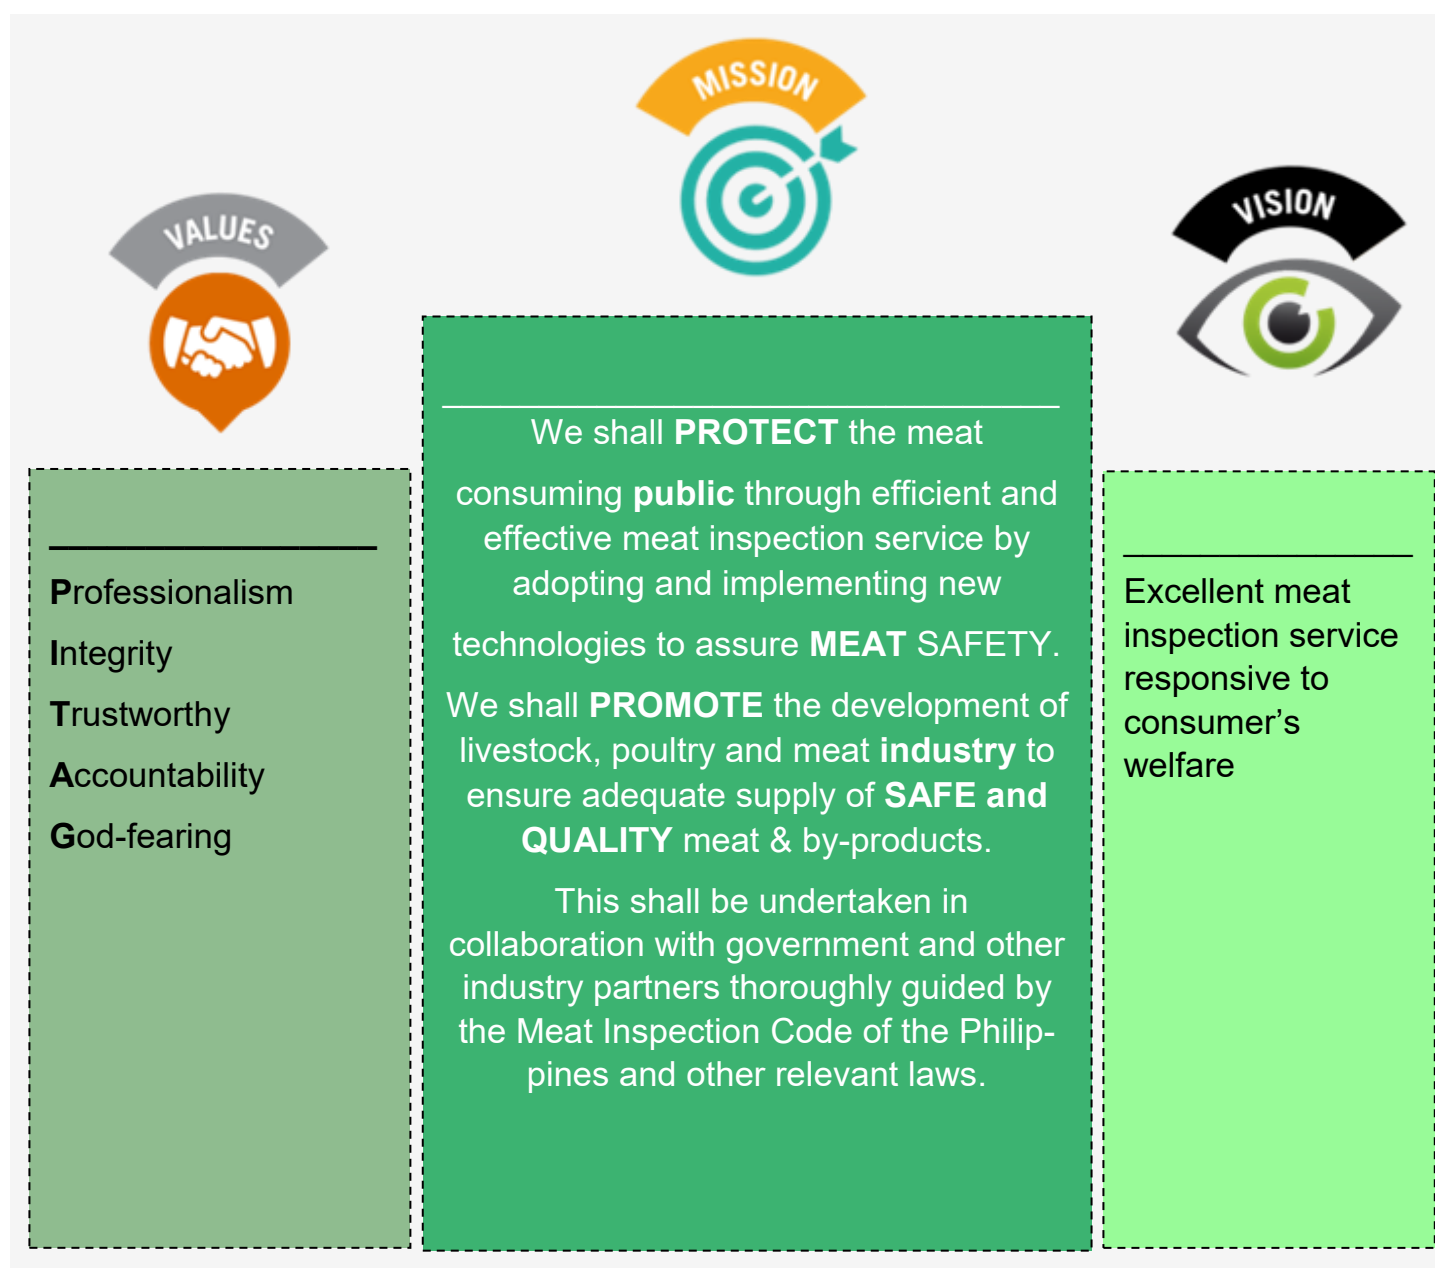 MISSION
VALUES
VISION
Professionalism
Integrity
Trustworthy
Accountability
God-fearing
We shall PROTECT the meat
consuming public through efficient and
effective meat inspection service by
adopting and implementing new
technologies to assure MEAT SAFETY.
We shall PROMOTE the development of
livestock, poultry and meat industry to
ensure adequate supply of SAFE and
QUALITY meat & by-products.
This shall be undertaken in
collaboration with government and other
industry partners thoroughly guided by
the Meat Inspection Code of the Philip-
pines and other relevant laws.
Excellent meat
inspection service
responsive to
consumer’s
welfare